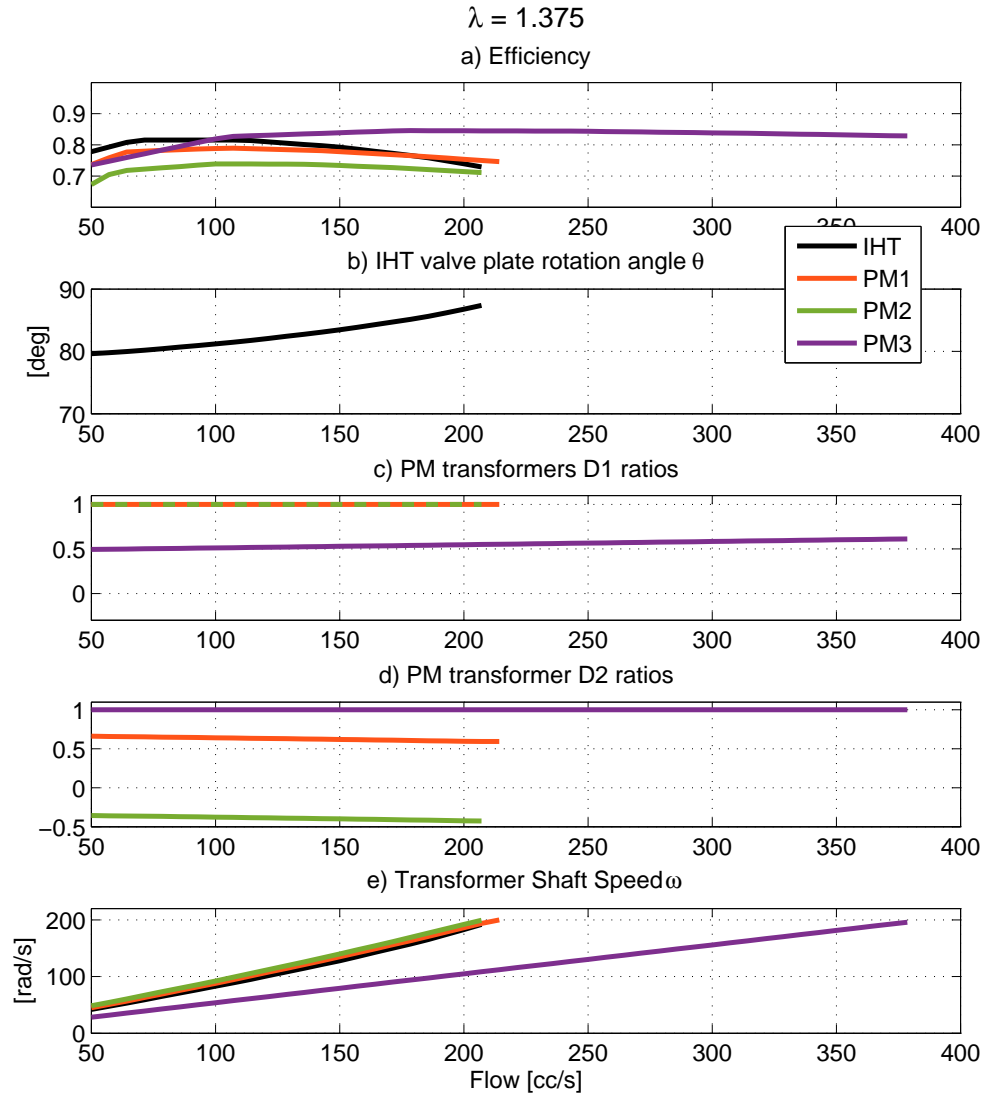 λ = 1.375
a) Efficiency
0.9
0.8
0.7
50 100 150 200 250 300 350 400
b) IHT valve plate rotation angle θ
IHT
PM1
PM2
PM3
[deg]
90
80
70
50 100 150 200 250 300 350 400
c) PM transformers D1 ratios
1
0.5
0
50 100 150 200 250 300 350 400
d) PM transformer D2 ratios
1
0.5
0
−0.5
50 100 150 200 250 300 350 400
e) Transformer Shaft Speed ω
[rad/s]
200
100
0
50 100 150 200 250 300 350 400
Flow [cc/s]